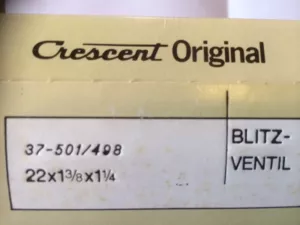 Crescent Original
37-501/498
22x1⅜x1¼
BLITZ-
VENTIL